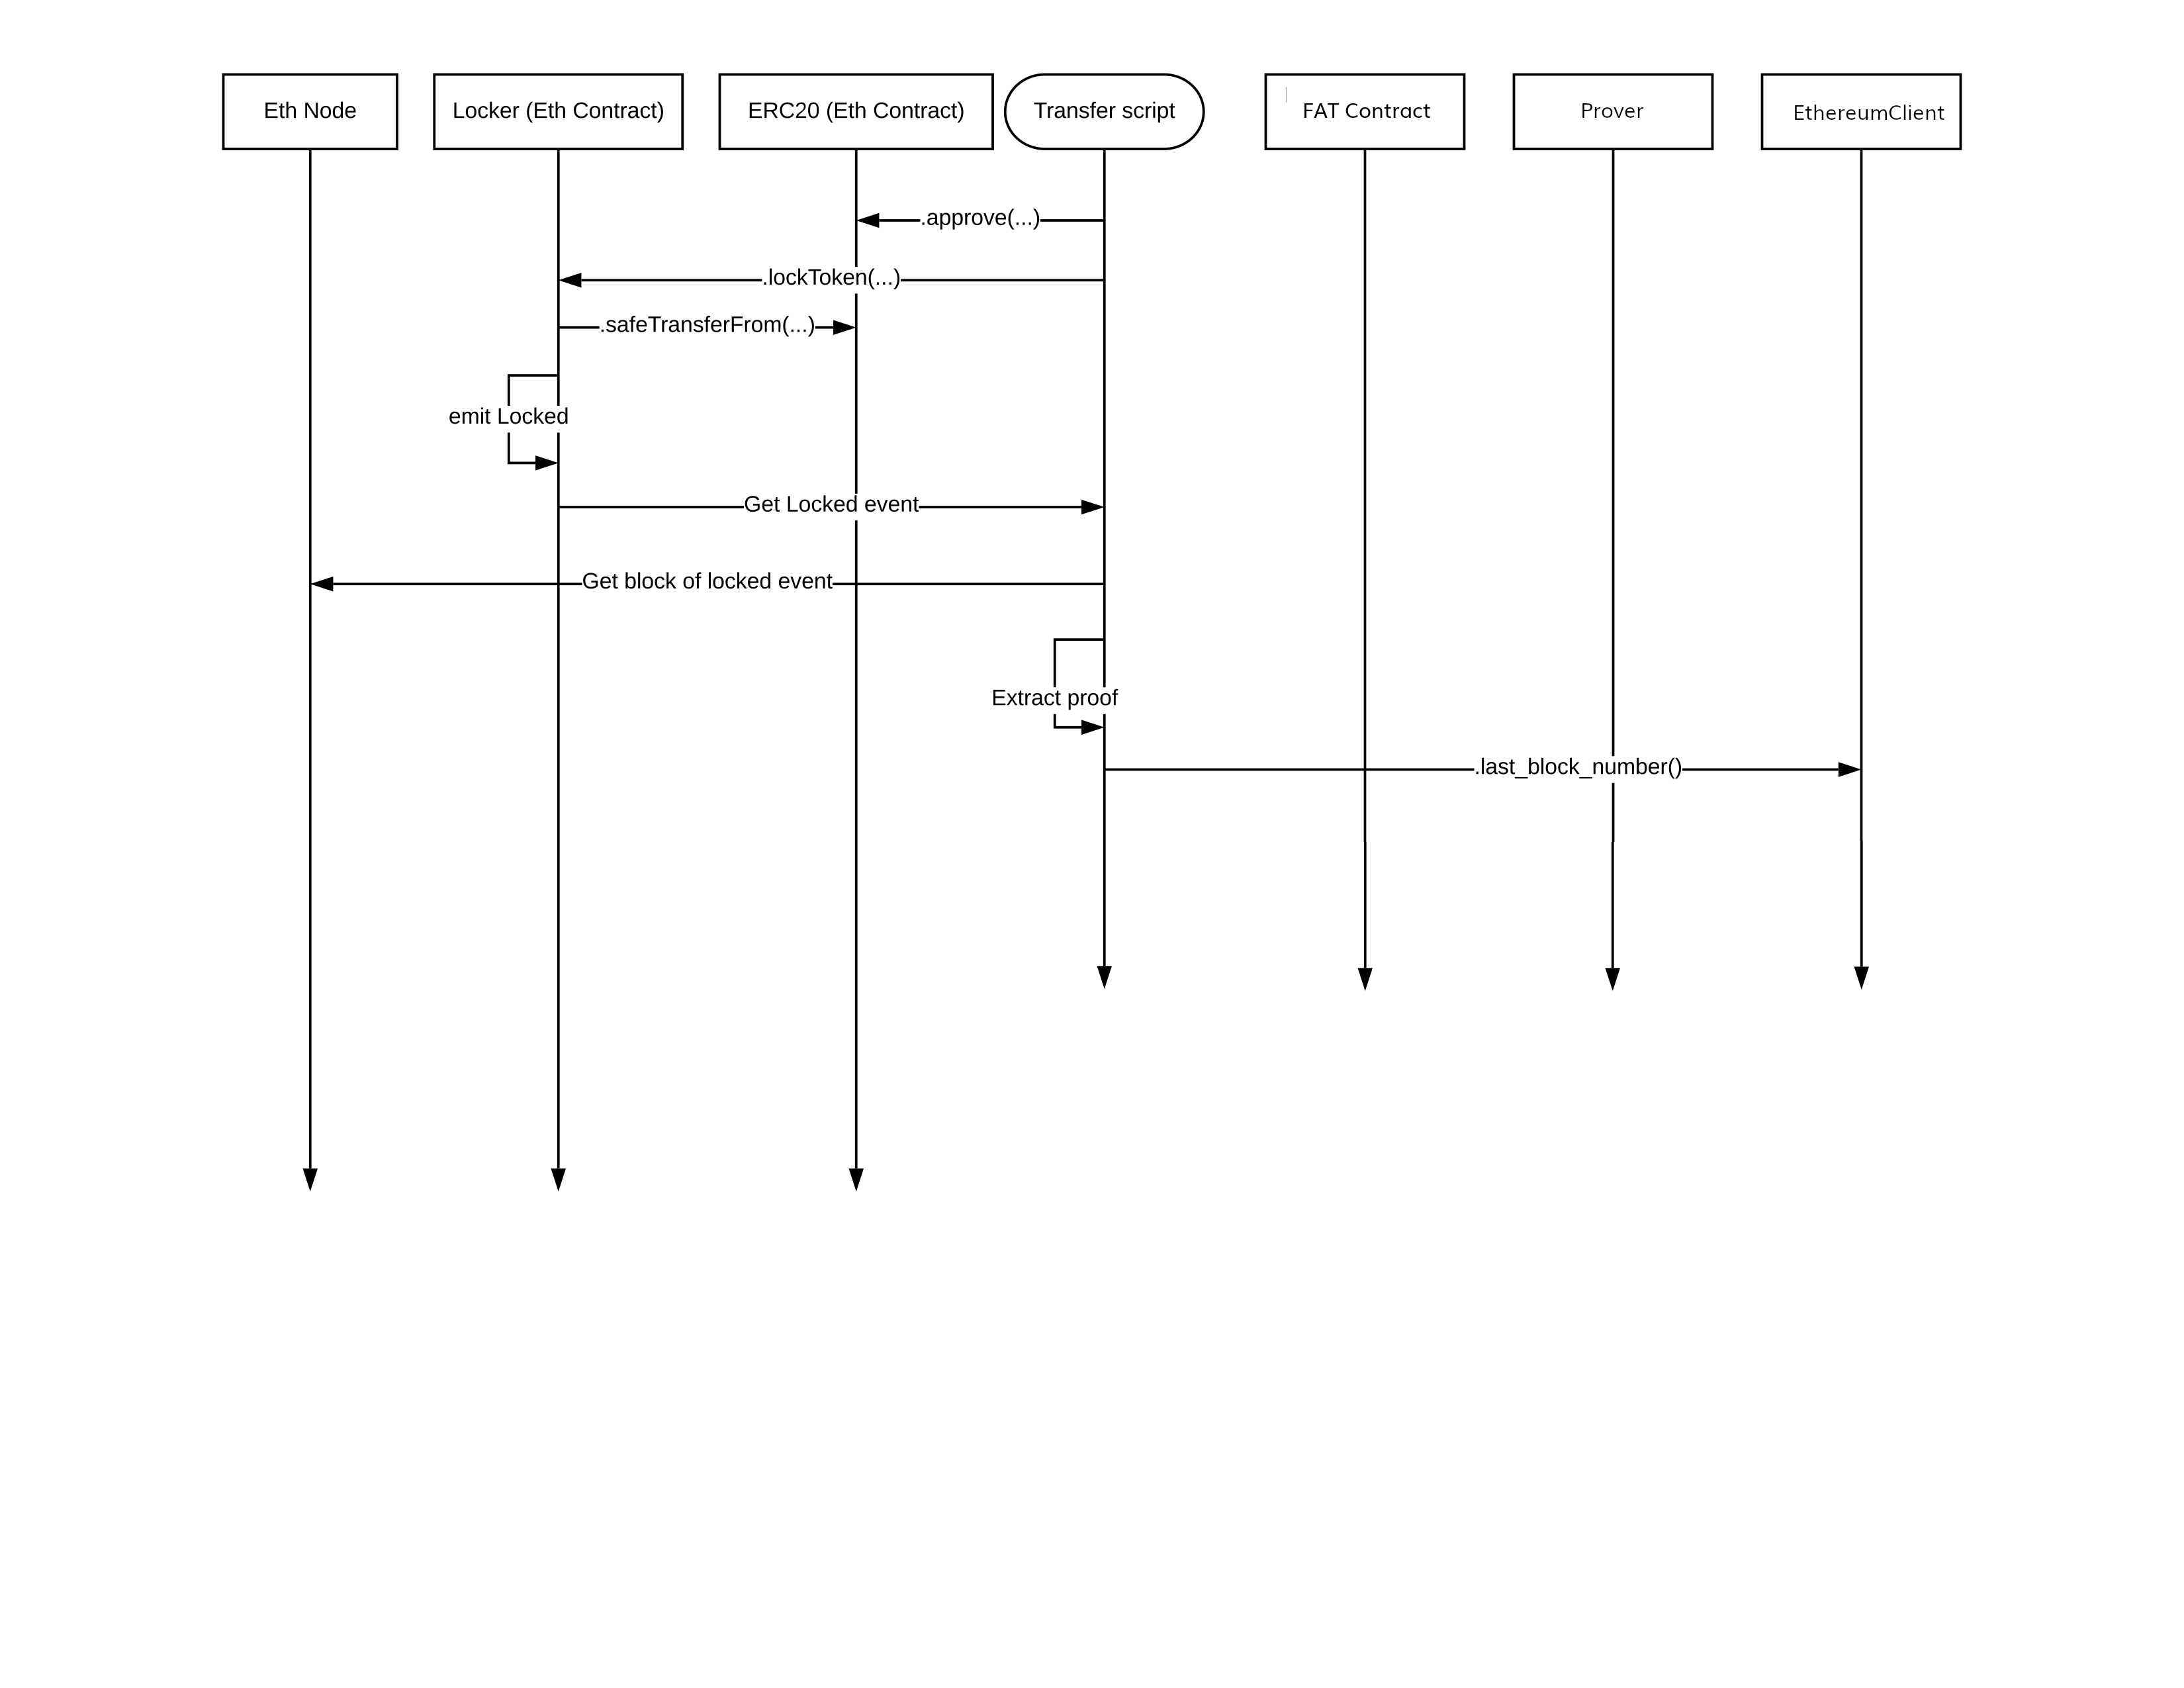 Eth Node
Locker (Eth Contract)
ERC20 (Eth Contract)
Transfer script
FAT Contract
Prover
EthereumClient
.approve(...)
.lockToken(...)
.safeTransferFrom(...)
emit Locked
Get Locked event
Get block of locked event
Extract proof
.last_block_number()